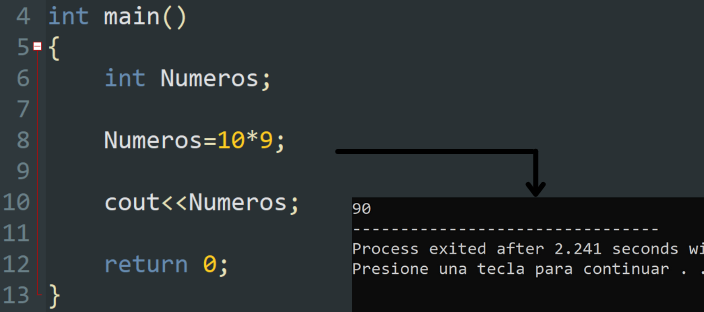 4 int main()
5 {
6 int Numeros;
7
8 Numeros=10*9;
9
10 cout<<Numeros;
11
12 return 0;
13 }
90
--------------------------------
Process exited after 2.241 seconds wi
Presione una tecla para continuar . .